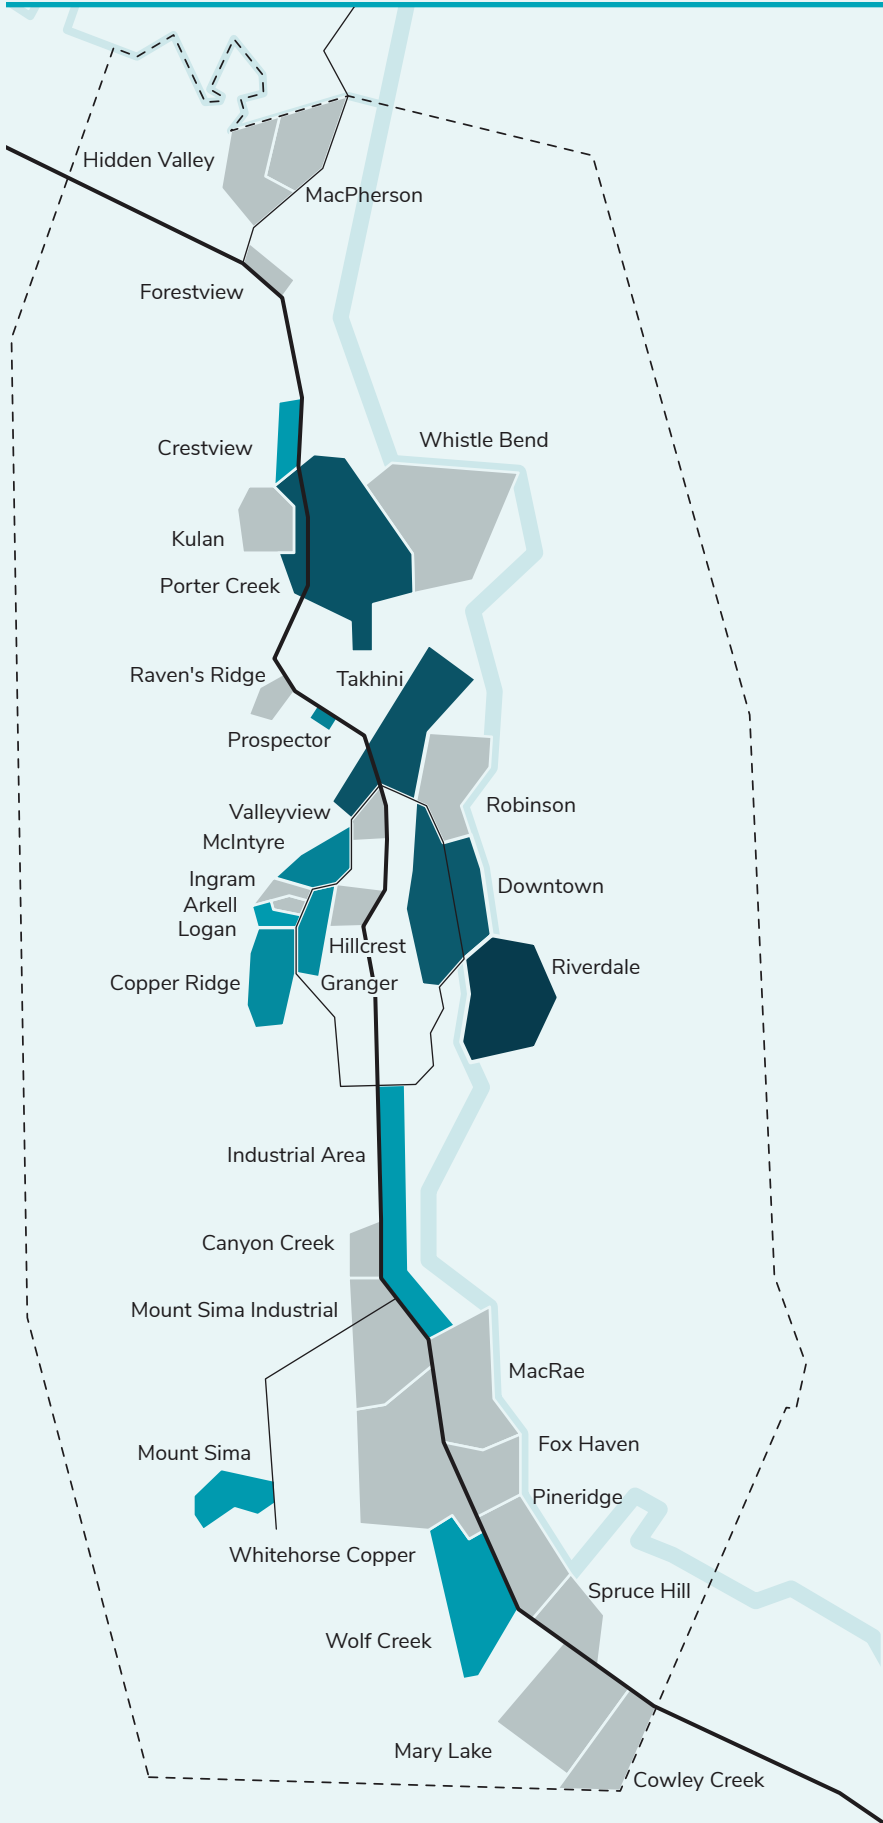 Hidden Valley
MacPherson
Forestview
Whistle Bend
Crestview
Kulan
Porter Creek
Raven's Ridge
Takhini
Prospector
Robinson
Valleyview
McIntyre
Ingram
Downtown
Arkell
Logan
Hillcrest
Riverdale
Copper Ridge
Granger
Industrial Area
Canyon Creek
Mount Sima Industrial
MacRae
Fox Haven
Mount Sima
Pineridge
Whitehorse Copper
Spruce Hill
Wolf Creek
Mary Lake
Cowley Creek